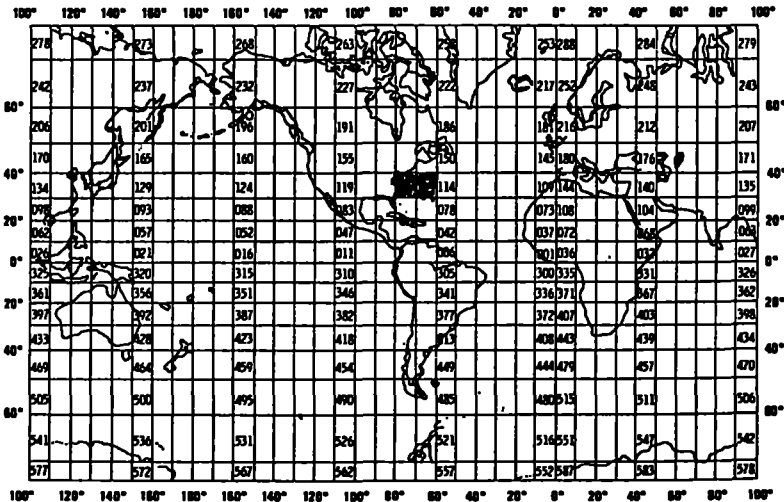 100° 120° 140° 160° 180° 160° 140° 120° 100° 80° 60° 40° 20° 0° 20° 40° 60° 80° 100°
278 273 268 263 258 253 288 284 279
242 237 232 227 222 217 252 248 243
60° 60°
206 201 196 191 186 181 216 212 207
170 165 160 155 150 145 180 176 171
40° 40°
134 129 124 119 114 109 144 140 135
098 093 088 083 078 073 108 104 099
20° 20°
062 057 052 047 042 037 072 068 063
026 021 016 011 006 001 036 032 027
0° 0°
325 320 315 310 305 300 335 331 326
361 356 351 346 341 336 371 367 362
20° 20°
397 392 387 382 377 372 407 403 398
433 428 423 418 413 408 443 439 434
40° 40°
469 464 459 454 449 444 479 457 470
505 500 495 490 485 480 515 511 506
60° 60°
541 536 531 526 521 516 551 547 542
577 572 567 562 557 552 587 583 578
100° 120° 140° 160° 180° 160° 140° 120° 100° 80° 60° 40° 20° 0° 20° 40° 60° 80° 100°